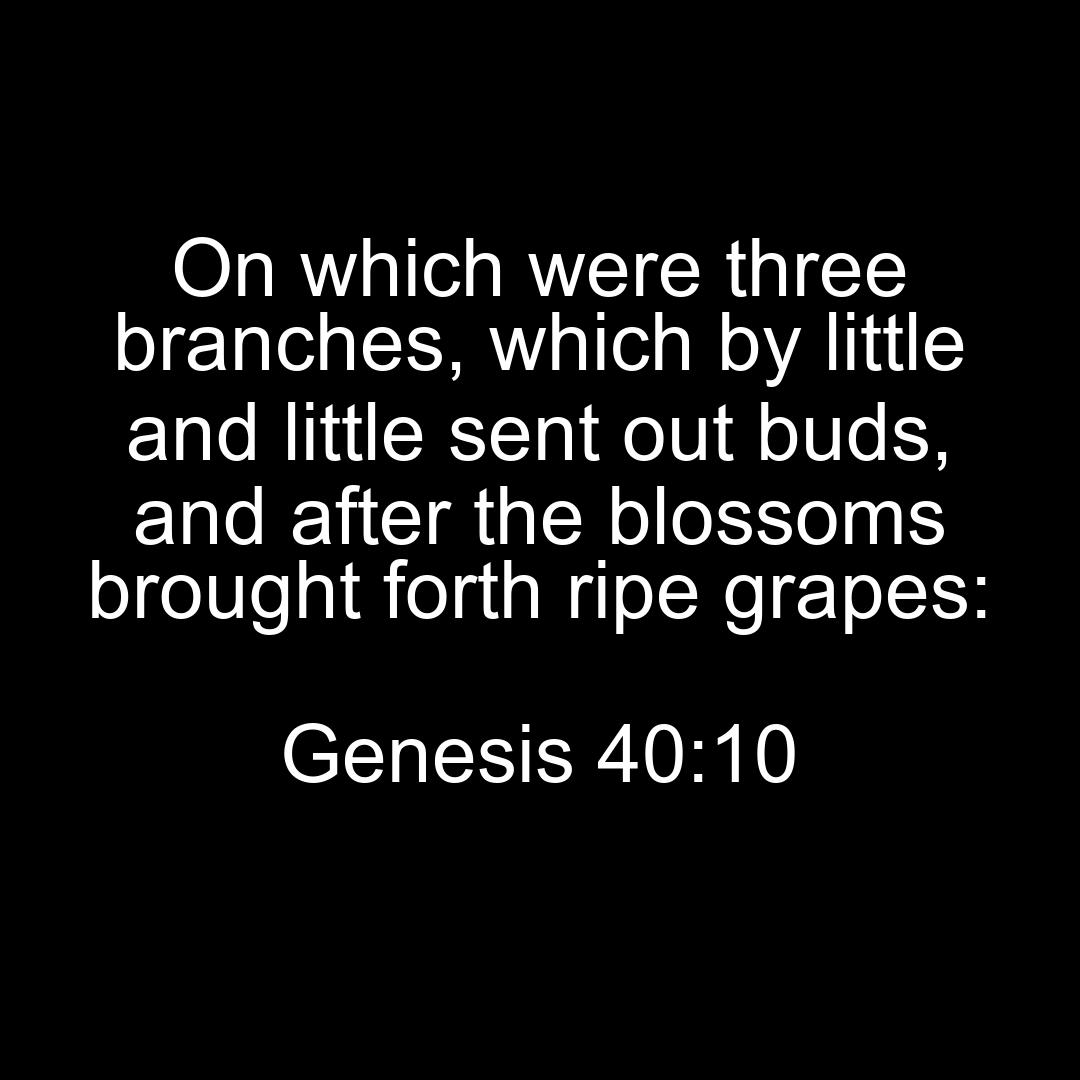 On which were three
branches, which by little
and little sent out buds,
and after the blossoms
brought forth ripe grapes:
Genesis 40:10